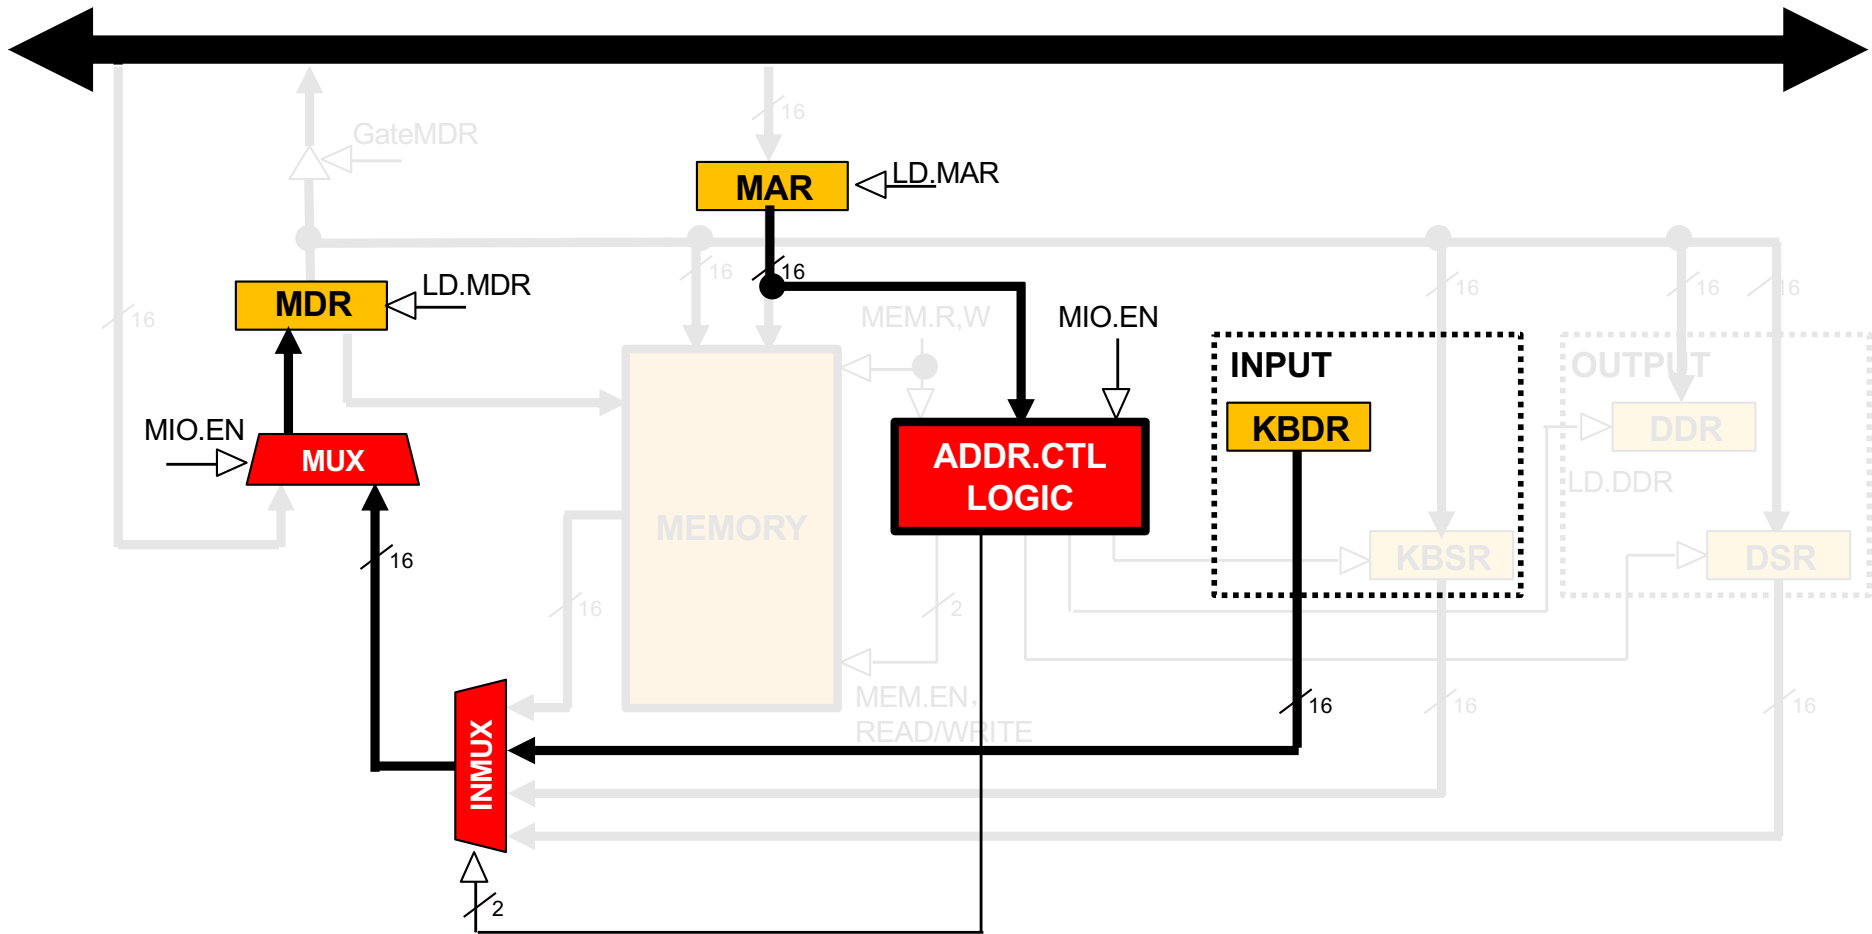 16
GateMDR
MAR
LD.MAR
MDR
LD.MDR
16
16
16
16
16
16
MEM.R,W
MIO.EN
INPUT
OUTPUT
KBDR
DDR
MIO.EN
MUX
ADDR.CTL
LOGIC
LD.DDR
MEMORY
KBSR
DSR
16
16
2
MEM.EN,
READ/WRITE
16
16
16
INMUX
2